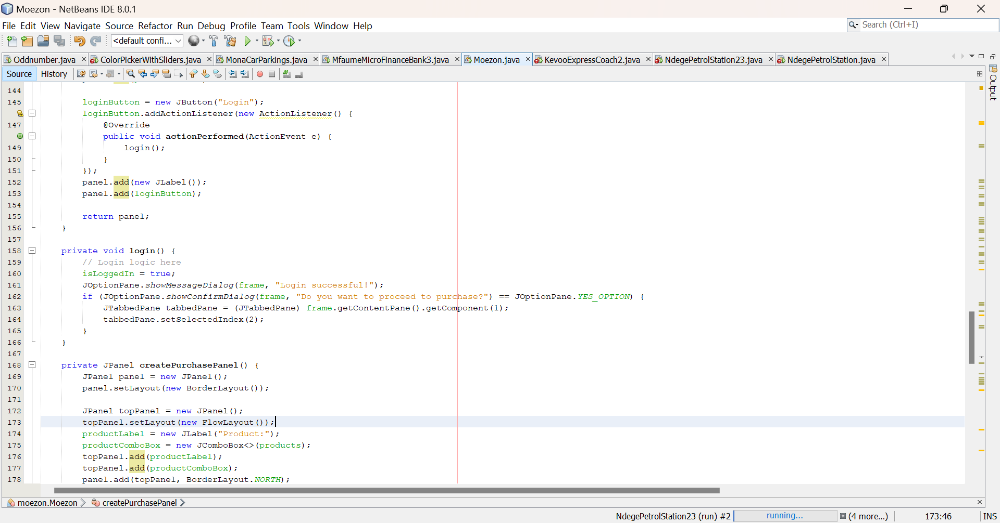 Moezon - NetBeans IDE 8.0.1
File Edit View Navigate Source Refactor Run Debug Profile Team Tools Window Help
Search (Ctrl+I)
<default confi...
Oddnumber.java ColorPickerWithSliders.java MonaCarParkings.java MfaumeMicroFinanceBank3.java Moezon.java KevooExpressCoach2.java NdegePetrolStation23.java NdegePetrolStation.java
Source History
Output
144
145 loginButton = new JButton("Login");
loginButton.addActionListener(new ActionListener() {
147 @Override
public void actionPerformed(ActionEvent e) {
149 login();
150 }
151 });
152 panel.add(new JLabel());
153 panel.add(loginButton);
154
155 return panel;
156 }
157
158 private void login() {
159 // Login logic here
160 isLoggedIn = true;
161 JOptionPane.showMessageDialog(frame, "Login successful!");
162 if (JOptionPane.showConfirmDialog(frame, "Do you want to proceed to purchase?") == JOptionPane.YES_OPTION) {
163 JTabbedPane tabbedPane = (JTabbedPane) frame.getContentPane().getComponent(1);
164 tabbedPane.setSelectedIndex(2);
165 }
166 }
167
168 private JPanel createPurchasePanel() {
169 JPanel panel = new JPanel();
170 panel.setLayout(new BorderLayout());
171
172 JPanel topPanel = new JPanel();
173 topPanel.setLayout(new FlowLayout());
174 productLabel = new JLabel("Product:");
175 productComboBox = new JComboBox<>(products);
176 topPanel.add(productLabel);
177 topPanel.add(productComboBox);
178 panel.add(topPanel, BorderLayout.NORTH);
moezon.Moezon createPurchasePanel
NdegePetrolStation23 (run) #2 running... (4 more...) 173:46 INS